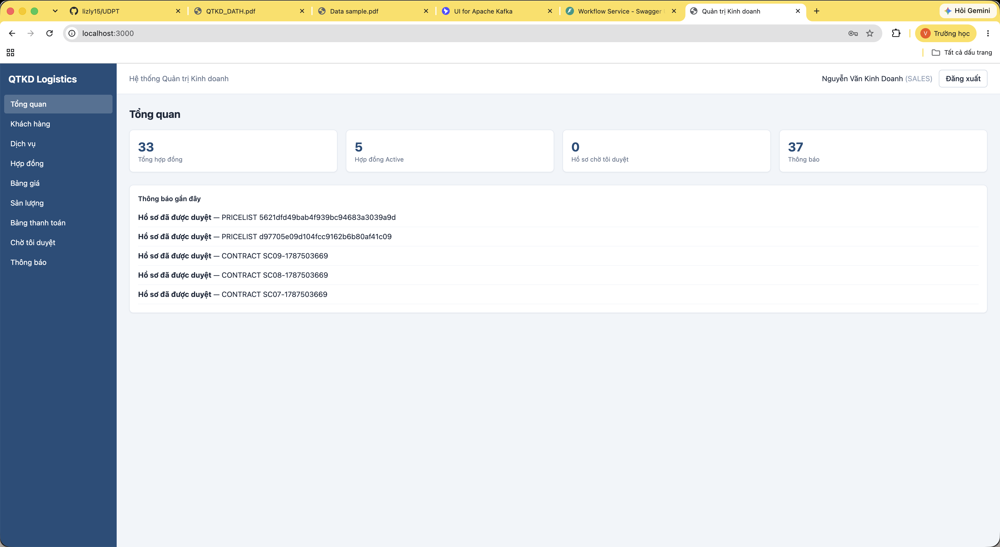 lizly15/UDPT
QTKD_DATH.pdf
Data sample.pdf
UI for Apache Kafka
Workflow Service - Swagger
Quản trị Kinh doanh
Hỏi Gemini
localhost:3000
V Trường học
Tất cả dấu trang
QTKD Logistics
Tổng quan
Khách hàng
Dịch vụ
Hợp đồng
Bảng giá
Sản lượng
Bảng thanh toán
Chờ tôi duyệt
Thông báo
Hệ thống Quản trị Kinh doanh
Nguyễn Văn Kinh Doanh (SALES)
Đăng xuất
Tổng quan
33
Tổng hợp đồng
5
Hợp đồng Active
0
Hồ sơ chờ tôi duyệt
37
Thông báo
Thông báo gần đây
Hồ sơ đã được duyệt — PRICELIST 5621dfd49bab4f939bc94683a3039a9d
Hồ sơ đã được duyệt — PRICELIST d97705e09d104fcc9162b6b80af41c09
Hồ sơ đã được duyệt — CONTRACT SC09-1787503669
Hồ sơ đã được duyệt — CONTRACT SC08-1787503669
Hồ sơ đã được duyệt — CONTRACT SC07-1787503669